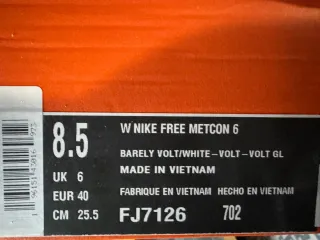 8.5
UK 6
EUR 40
CM 25.5
W NIKE FREE METCON 6
BARELY VOLT/WHITE-VOLT-VOLT GL
MADE IN VIETNAM
FABRIQUE EN VIETNAM HECHO EN VIETNAM
FJ7126 702